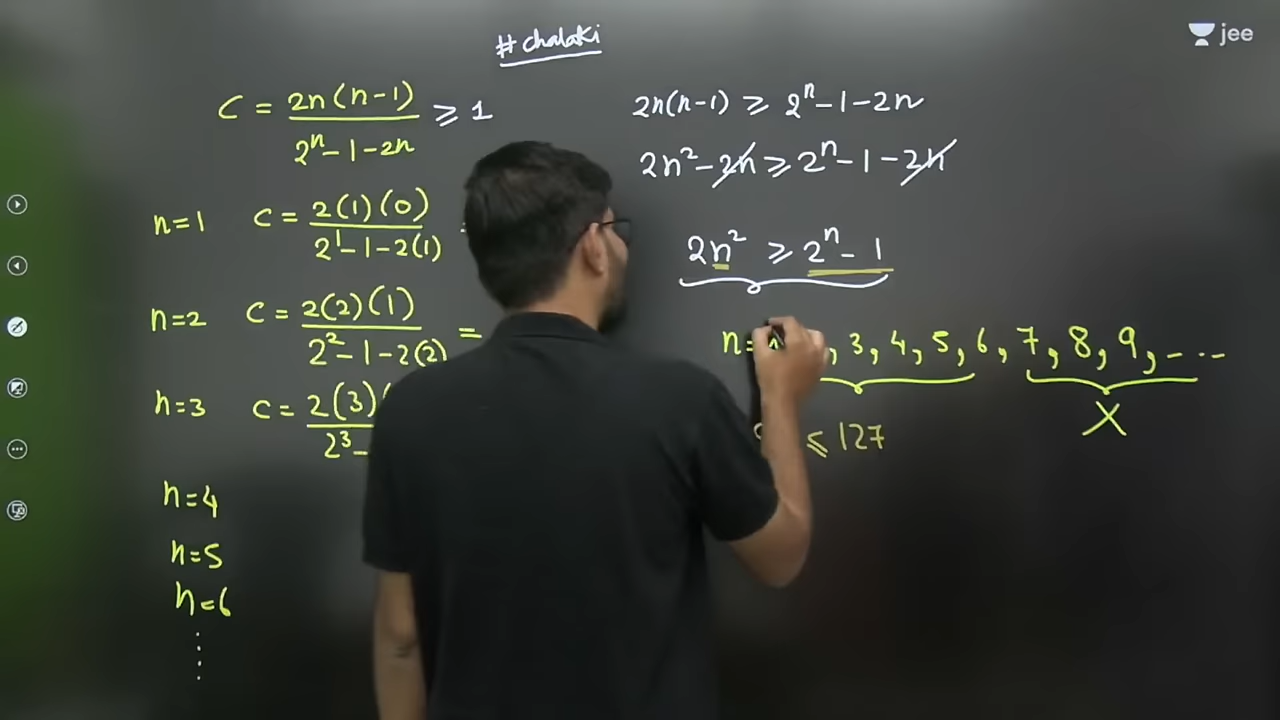 #chalaki
jee
C = 2n(n-1) / 2^n - 1 - 2n ≥ 1
n=1 C = 2(1)(0) / 2^1 - 1 - 2(1)
n=2 C = 2(2)(1) / 2^2 - 1 - 2(2) =
n=3 C = 2(3) / 2^3 -
n=4
n=5
n=6
2n(n-1) ≥ 2^n - 1 - 2n
2n^2 - 2n ≥ 2^n - 1 - 2n
2n^2 ≥ 2^n - 1
n= , 3, 4, 5, 6, 7, 8, 9, ...
≤ 127
X